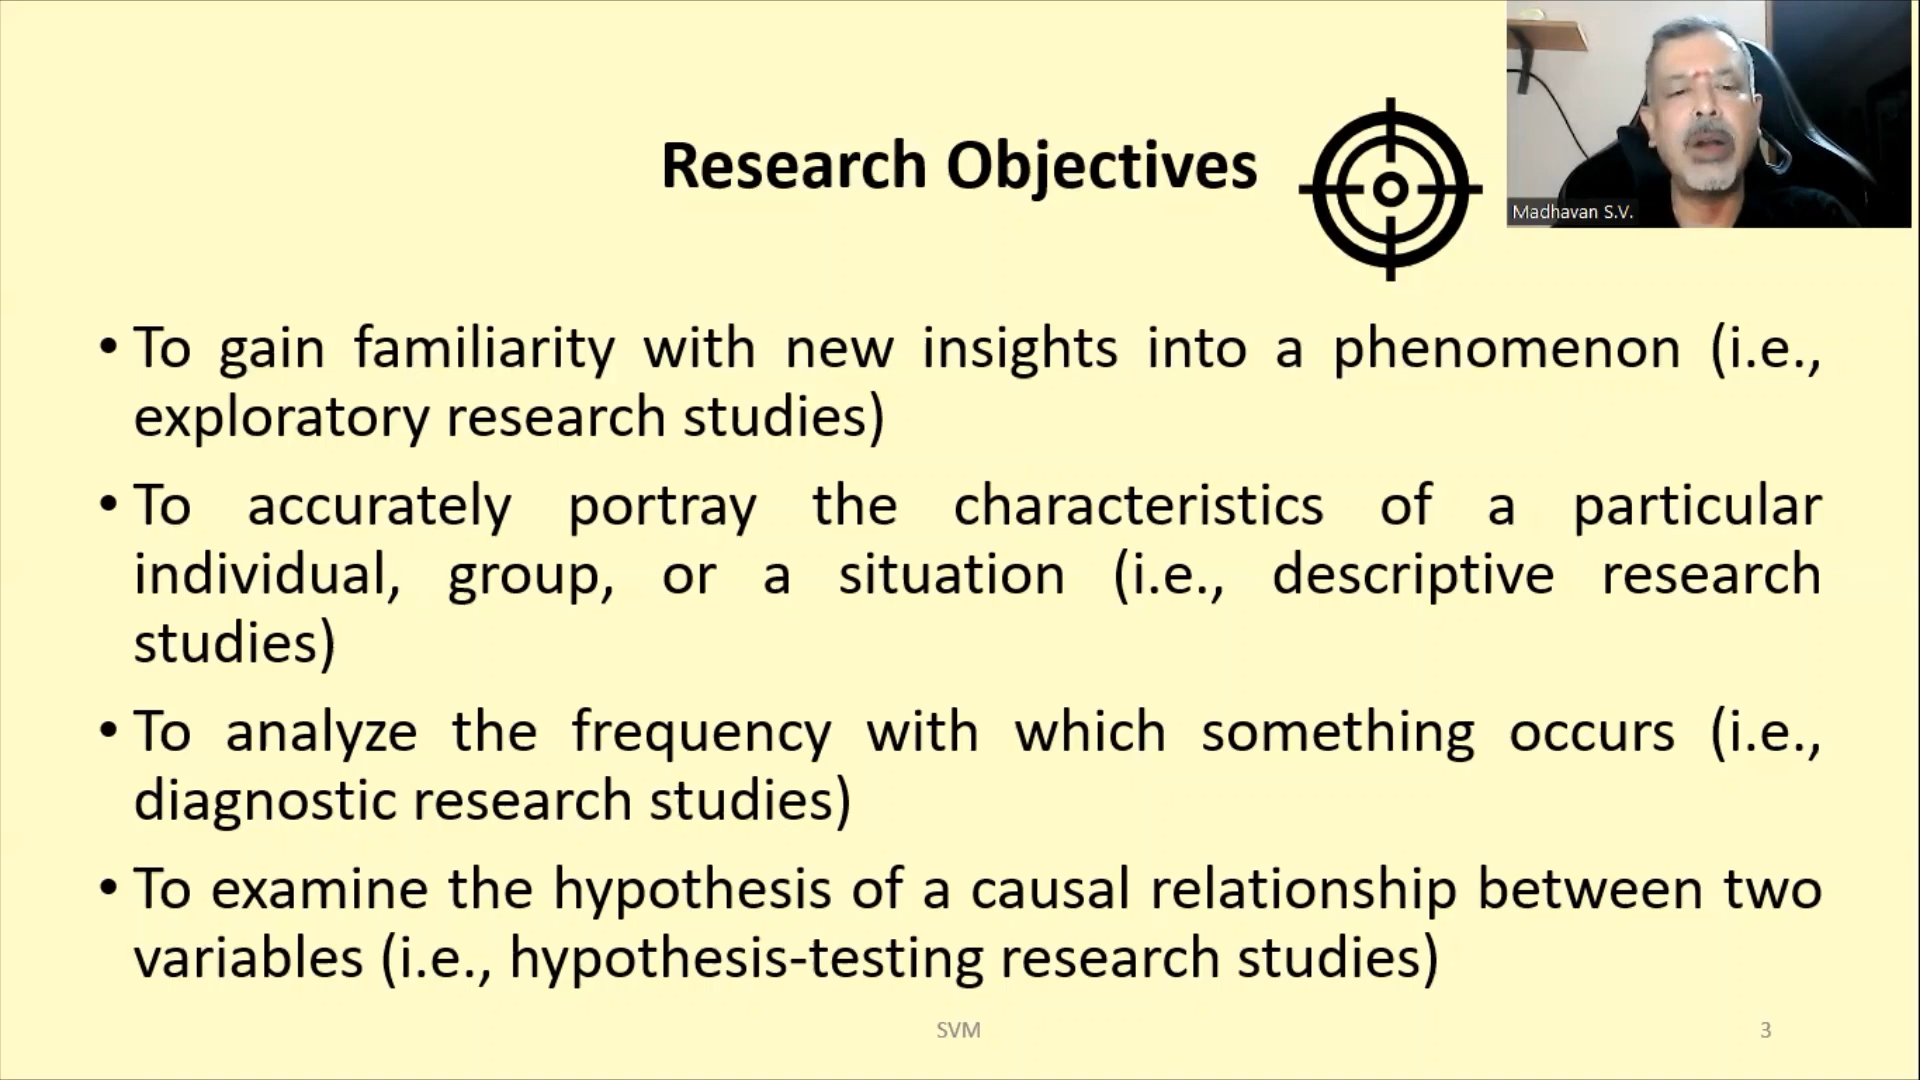 Research Objectives
Madhavan S.V.
• To gain familiarity with new insights into a phenomenon (i.e.,
exploratory research studies)
• To accurately portray the characteristics of a particular
individual, group, or a situation (i.e., descriptive research
studies)
• To analyze the frequency with which something occurs (i.e.,
diagnostic research studies)
• To examine the hypothesis of a causal relationship between two
variables (i.e., hypothesis-testing research studies)
SVM
3